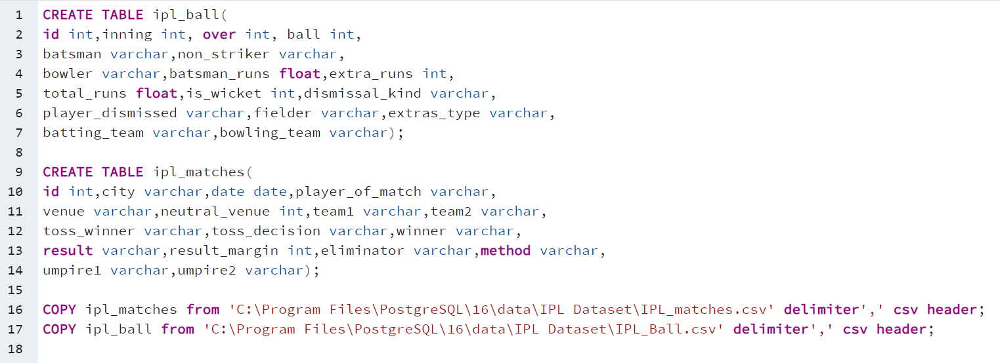 1 CREATE TABLE ipl_ball(
2 id int,inning int, over int, ball int,
3 batsman varchar,non_striker varchar,
4 bowler varchar,batsman_runs float,extra_runs int,
5 total_runs float,is_wicket int,dismissal_kind varchar,
6 player_dismissed varchar,fielder varchar,extras_type varchar,
7 batting_team varchar,bowling_team varchar);
8
9 CREATE TABLE ipl_matches(
10 id int,city varchar,date date,player_of_match varchar,
11 venue varchar,neutral_venue int,team1 varchar,team2 varchar,
12 toss_winner varchar,toss_decision varchar,winner varchar,
13 result varchar,result_margin int,eliminator varchar,method varchar,
14 umpire1 varchar,umpire2 varchar);
15
16 COPY ipl_matches from 'C:\Program Files\PostgreSQL\16\data\IPL Dataset\IPL_matches.csv' delimiter',' csv header;
17 COPY ipl_ball from 'C:\Program Files\PostgreSQL\16\data\IPL Dataset\IPL_Ball.csv' delimiter',' csv header;
18